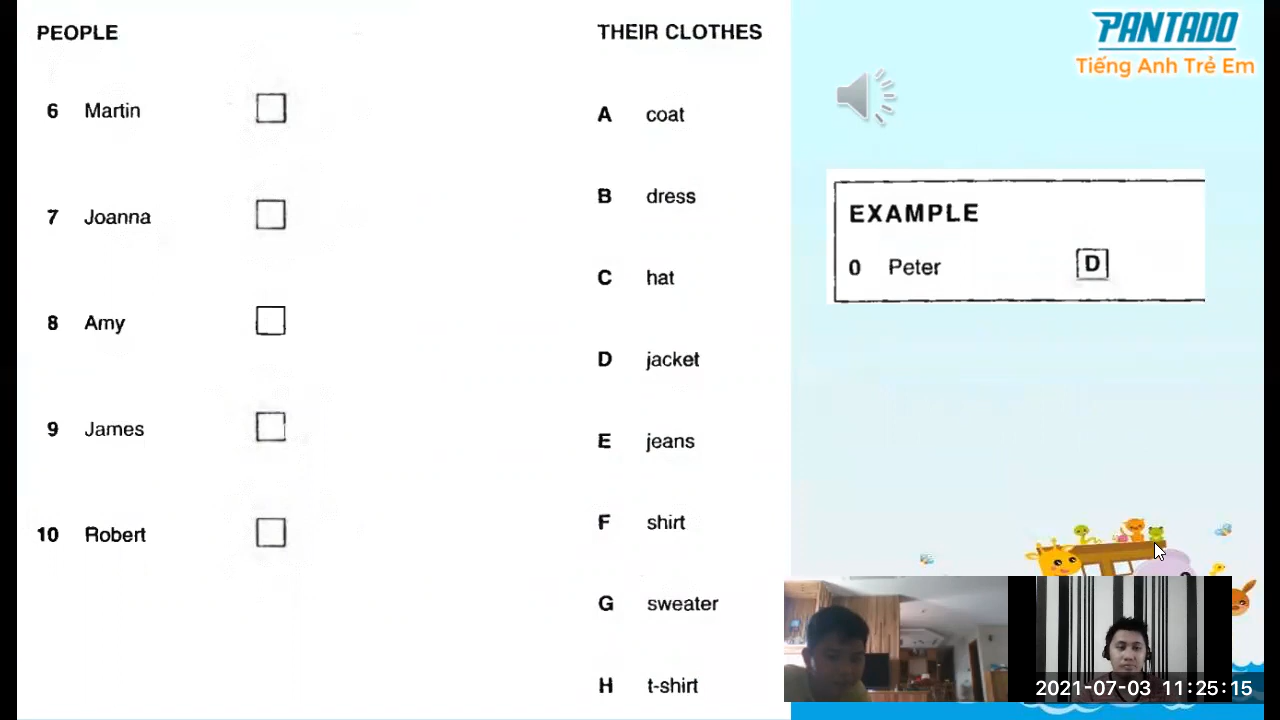 PEOPLE
6 Martin
7 Joanna
8 Amy
9 James
10 Robert
THEIR CLOTHES
A coat
B dress
C hat
D jacket
E jeans
F shirt
G sweater
H t-shirt
PANTADO
Tiếng Anh Trẻ Em
EXAMPLE
0 Peter D
2021-07-03 11:25:15